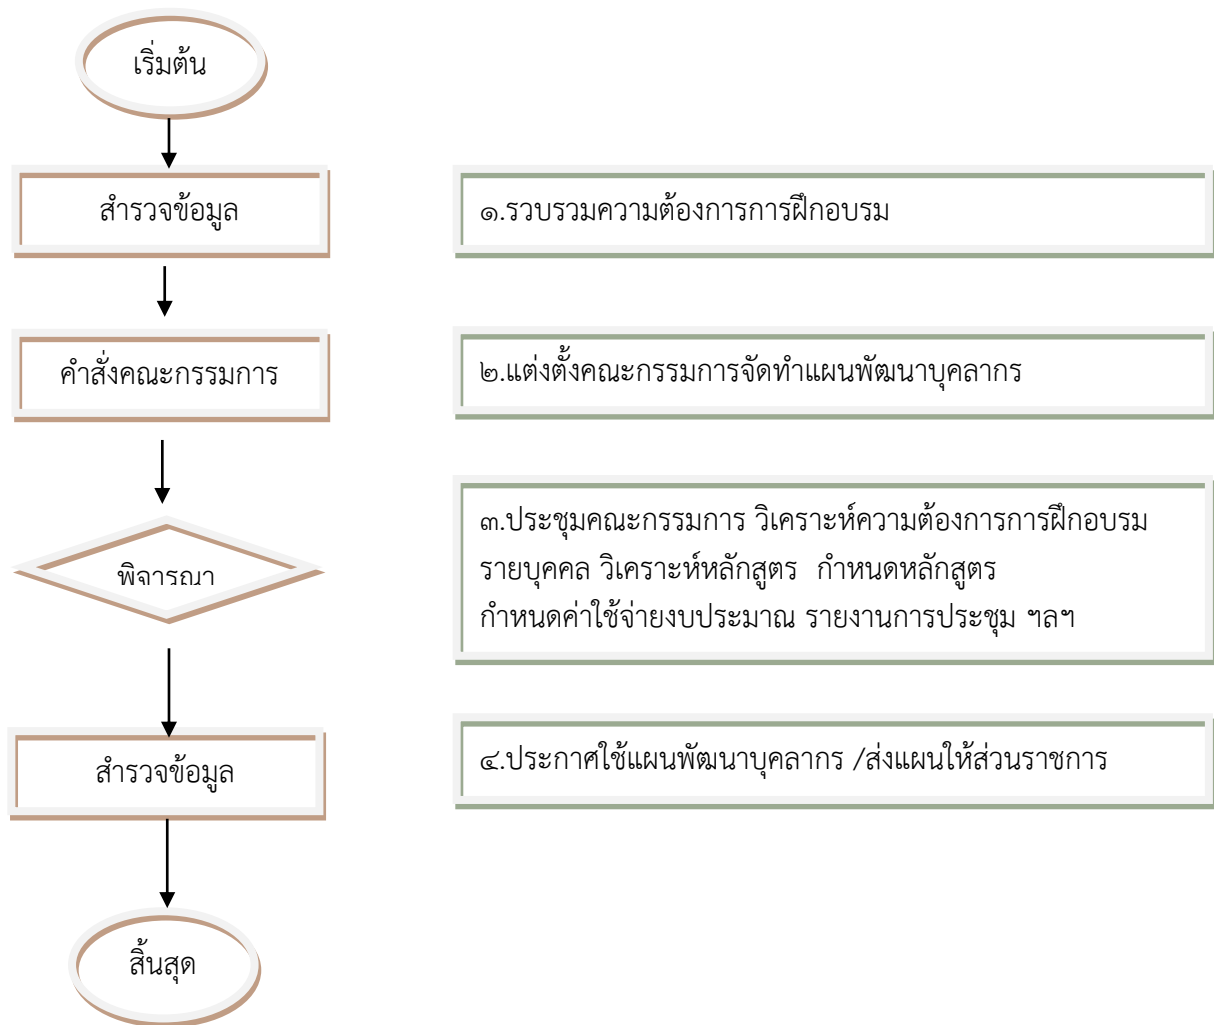 เริ่มต้น
สำรวจข้อมูล
๑.รวบรวมความต้องการการฝึกอบรม
คำสั่งคณะกรรมการ
๒.แต่งตั้งคณะกรรมการจัดทำแผนพัฒนาบุคลากร
พิจารณา
๓.ประชุมคณะกรรมการ วิเคราะห์ความต้องการการฝึกอบรม
รายบุคคล วิเคราะห์หลักสูตร  กำหนดหลักสูตร
กำหนดค่าใช้จ่ายงบประมาณ รายงานการประชุม ฯลฯ
สำรวจข้อมูล
๔.ประกาศใช้แผนพัฒนาบุคลากร /ส่งแผนให้ส่วนราชการ
สิ้นสุด